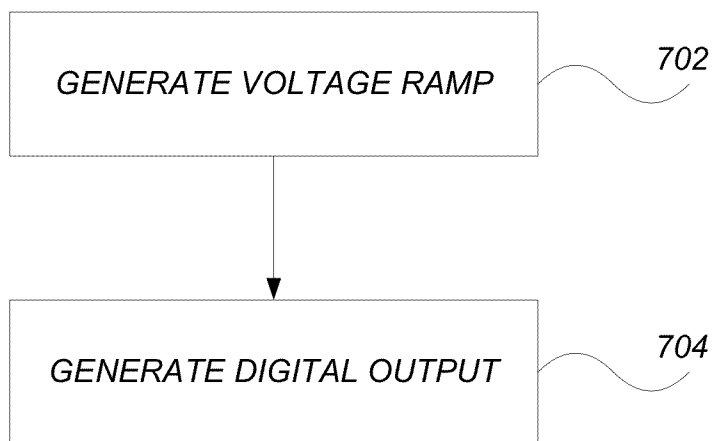 GENERATE VOLTAGE RAMP
702
GENERATE DIGITAL OUTPUT
704